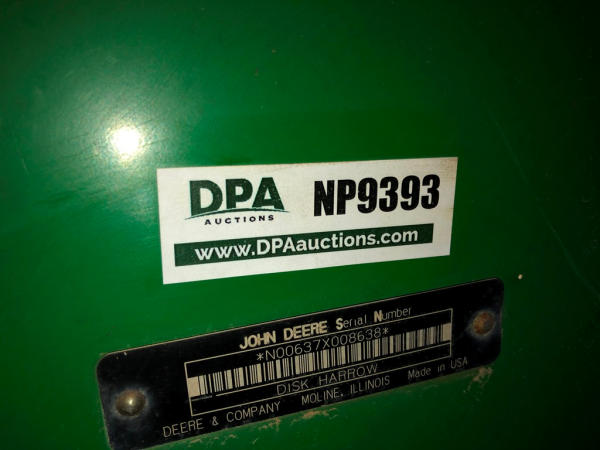 DPA
AUCTIONS
NP9393
www.DPAauctions.com
JOHN DEERE Serial Number
*N00637X008638*
DISK HARROW
DEERE & COMPANY MOLINE, ILLINOIS Made in USA